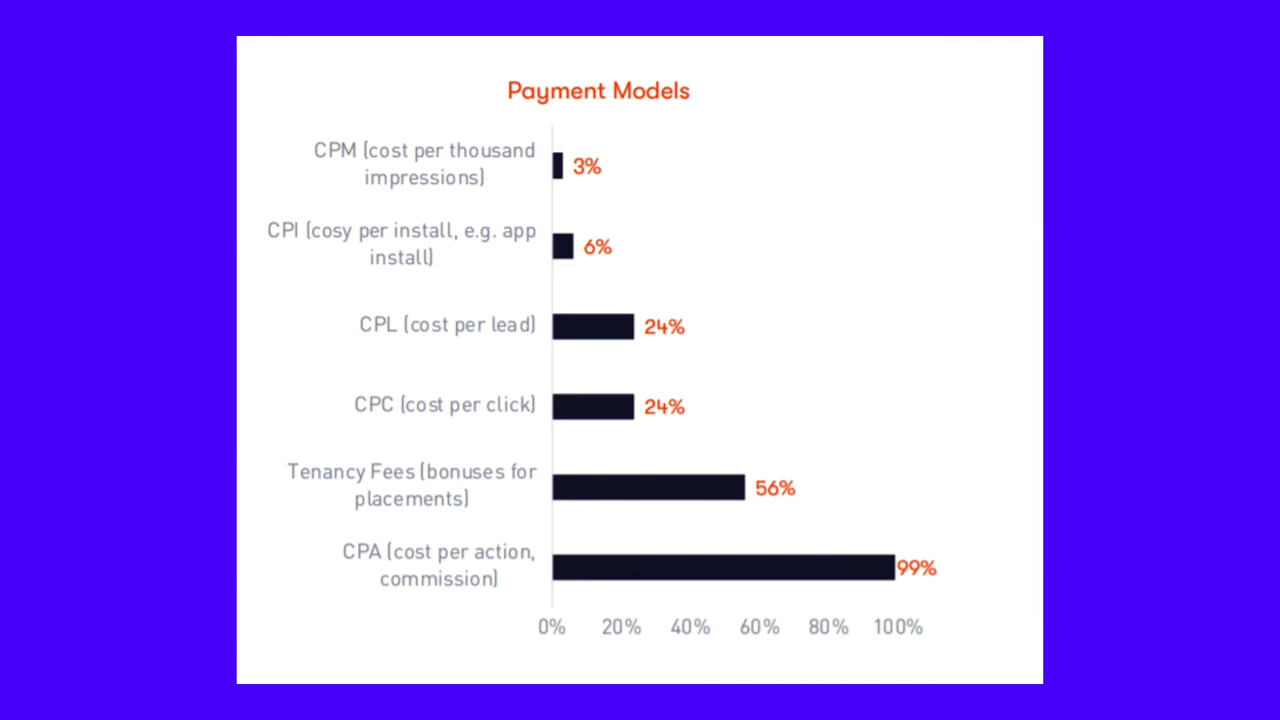 Payment Models
CPM (cost per thousand
impressions)
3%
CPI (cosy per install, e.g. app
install)
6%
CPL (cost per lead)
24%
CPC (cost per click)
24%
Tenancy Fees (bonuses for
placements)
56%
CPA (cost per action,
commission)
99%
0% 20% 40% 60% 80% 100%